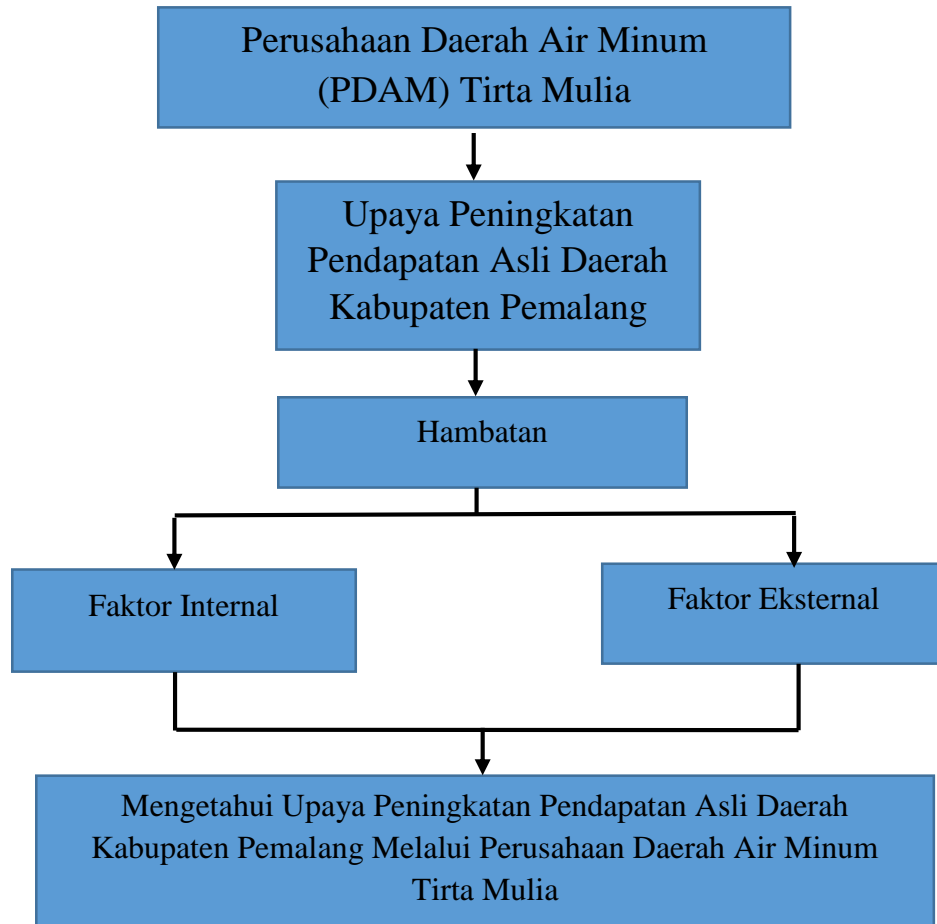 Perusahaan Daerah Air Minum
(PDAM) Tirta Mulia
Upaya Peningkatan
Pendapatan Asli Daerah
Kabupaten Pemalang
Hambatan
Faktor Internal
Faktor Eksternal
Mengetahui Upaya Peningkatan Pendapatan Asli Daerah
Kabupaten Pemalang Melalui Perusahaan Daerah Air Minum
Tirta Mulia